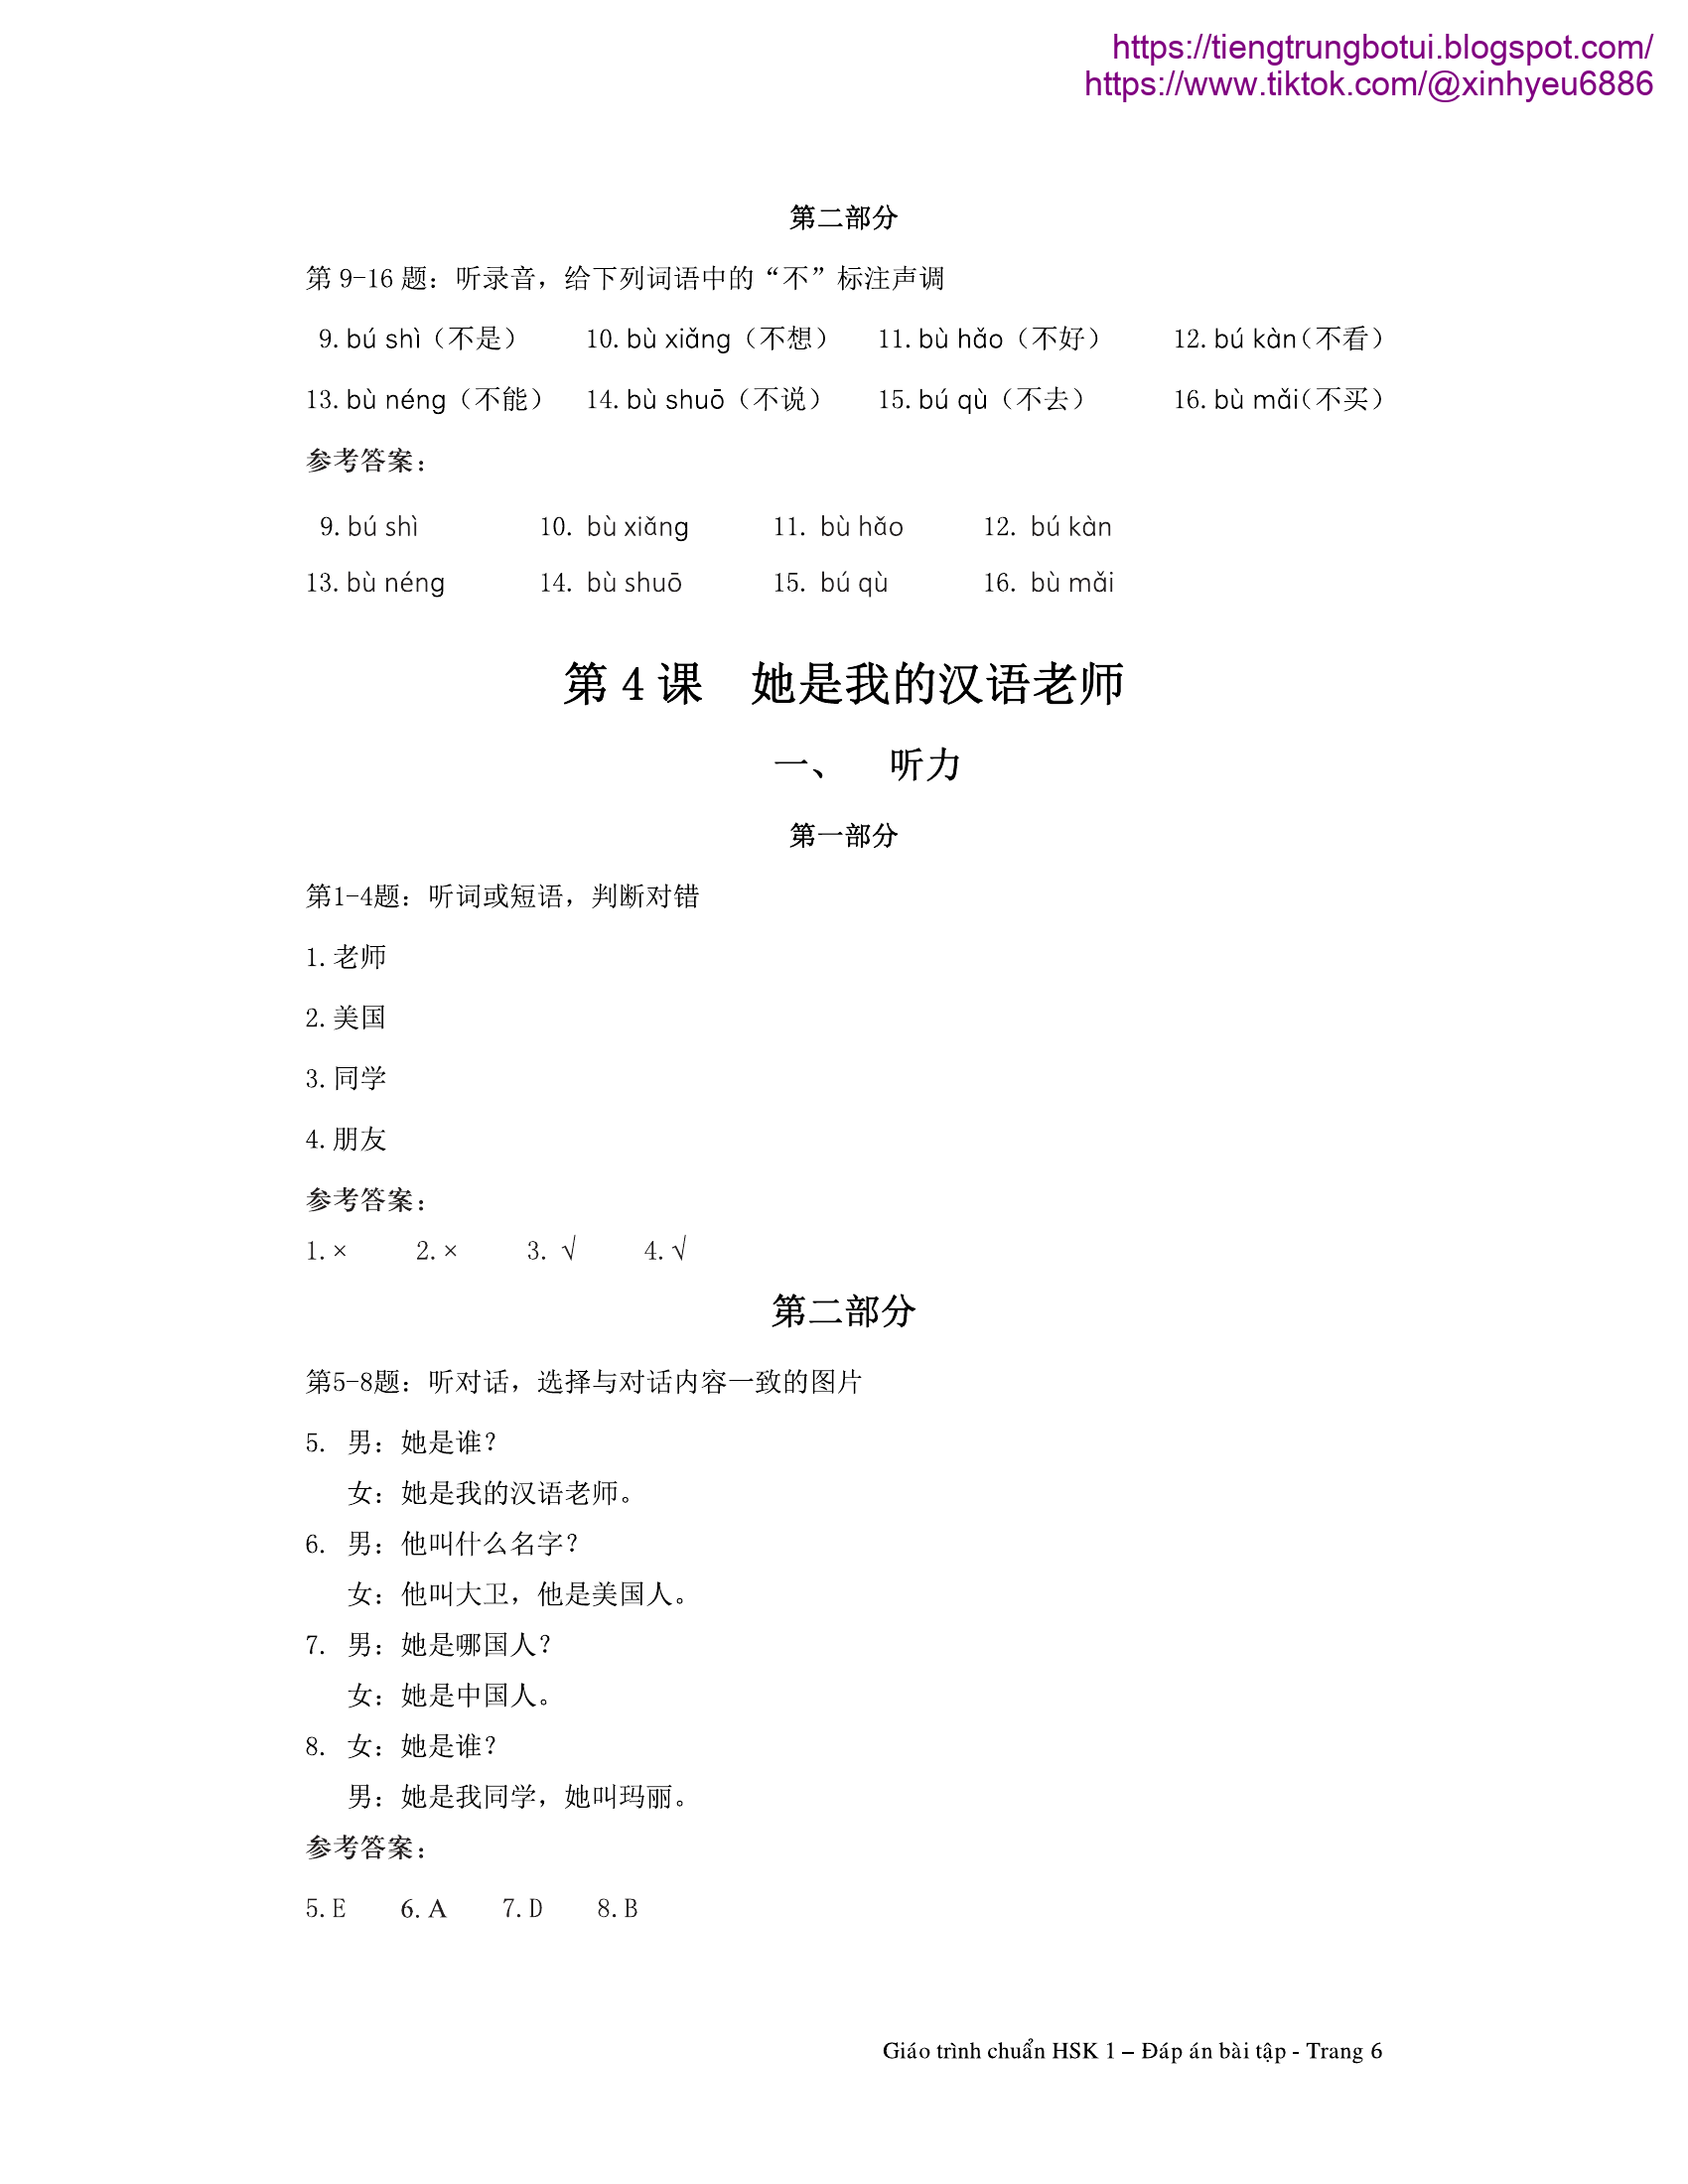 https://tiengtrungbotui.blogspot.com/
https://www.tiktok.com/@xinhyeu6886
第二部分
第 9-16 题：听录音，给下列词语中的“不”标注声调
9. bú shì（不是） 10. bù xiǎng（不想） 11. bù hǎo（不好） 12. bú kàn（不看）
13. bù néng（不能） 14. bù shuō（不说） 15. bú qù（不去） 16. bù mǎi（不买）
参考答案：
9. bú shì 10. bù xiǎng 11. bù hǎo 12. bú kàn
13. bù néng 14. bù shuō 15. bú qù 16. bù mǎi
第 4 课 她是我的汉语老师
一、 听力
第一部分
第1-4题：听词或短语，判断对错
1. 老师
2. 美国
3. 同学
4. 朋友
参考答案：
1. × 2. × 3. √ 4. √
第二部分
第5-8题：听对话，选择与对话内容一致的图片
5. 男：她是谁？
女：她是我的汉语老师。
6. 男：他叫什么名字？
女：他叫大卫，他是美国人。
7. 男：她是哪国人？
女：她是中国人。
8. 女：她是谁？
男：她是我同学，她叫玛丽。
参考答案：
5. E 6. A 7. D 8. B
Giáo trình chuẩn HSK 1 – Đáp án bài tập - Trang 6